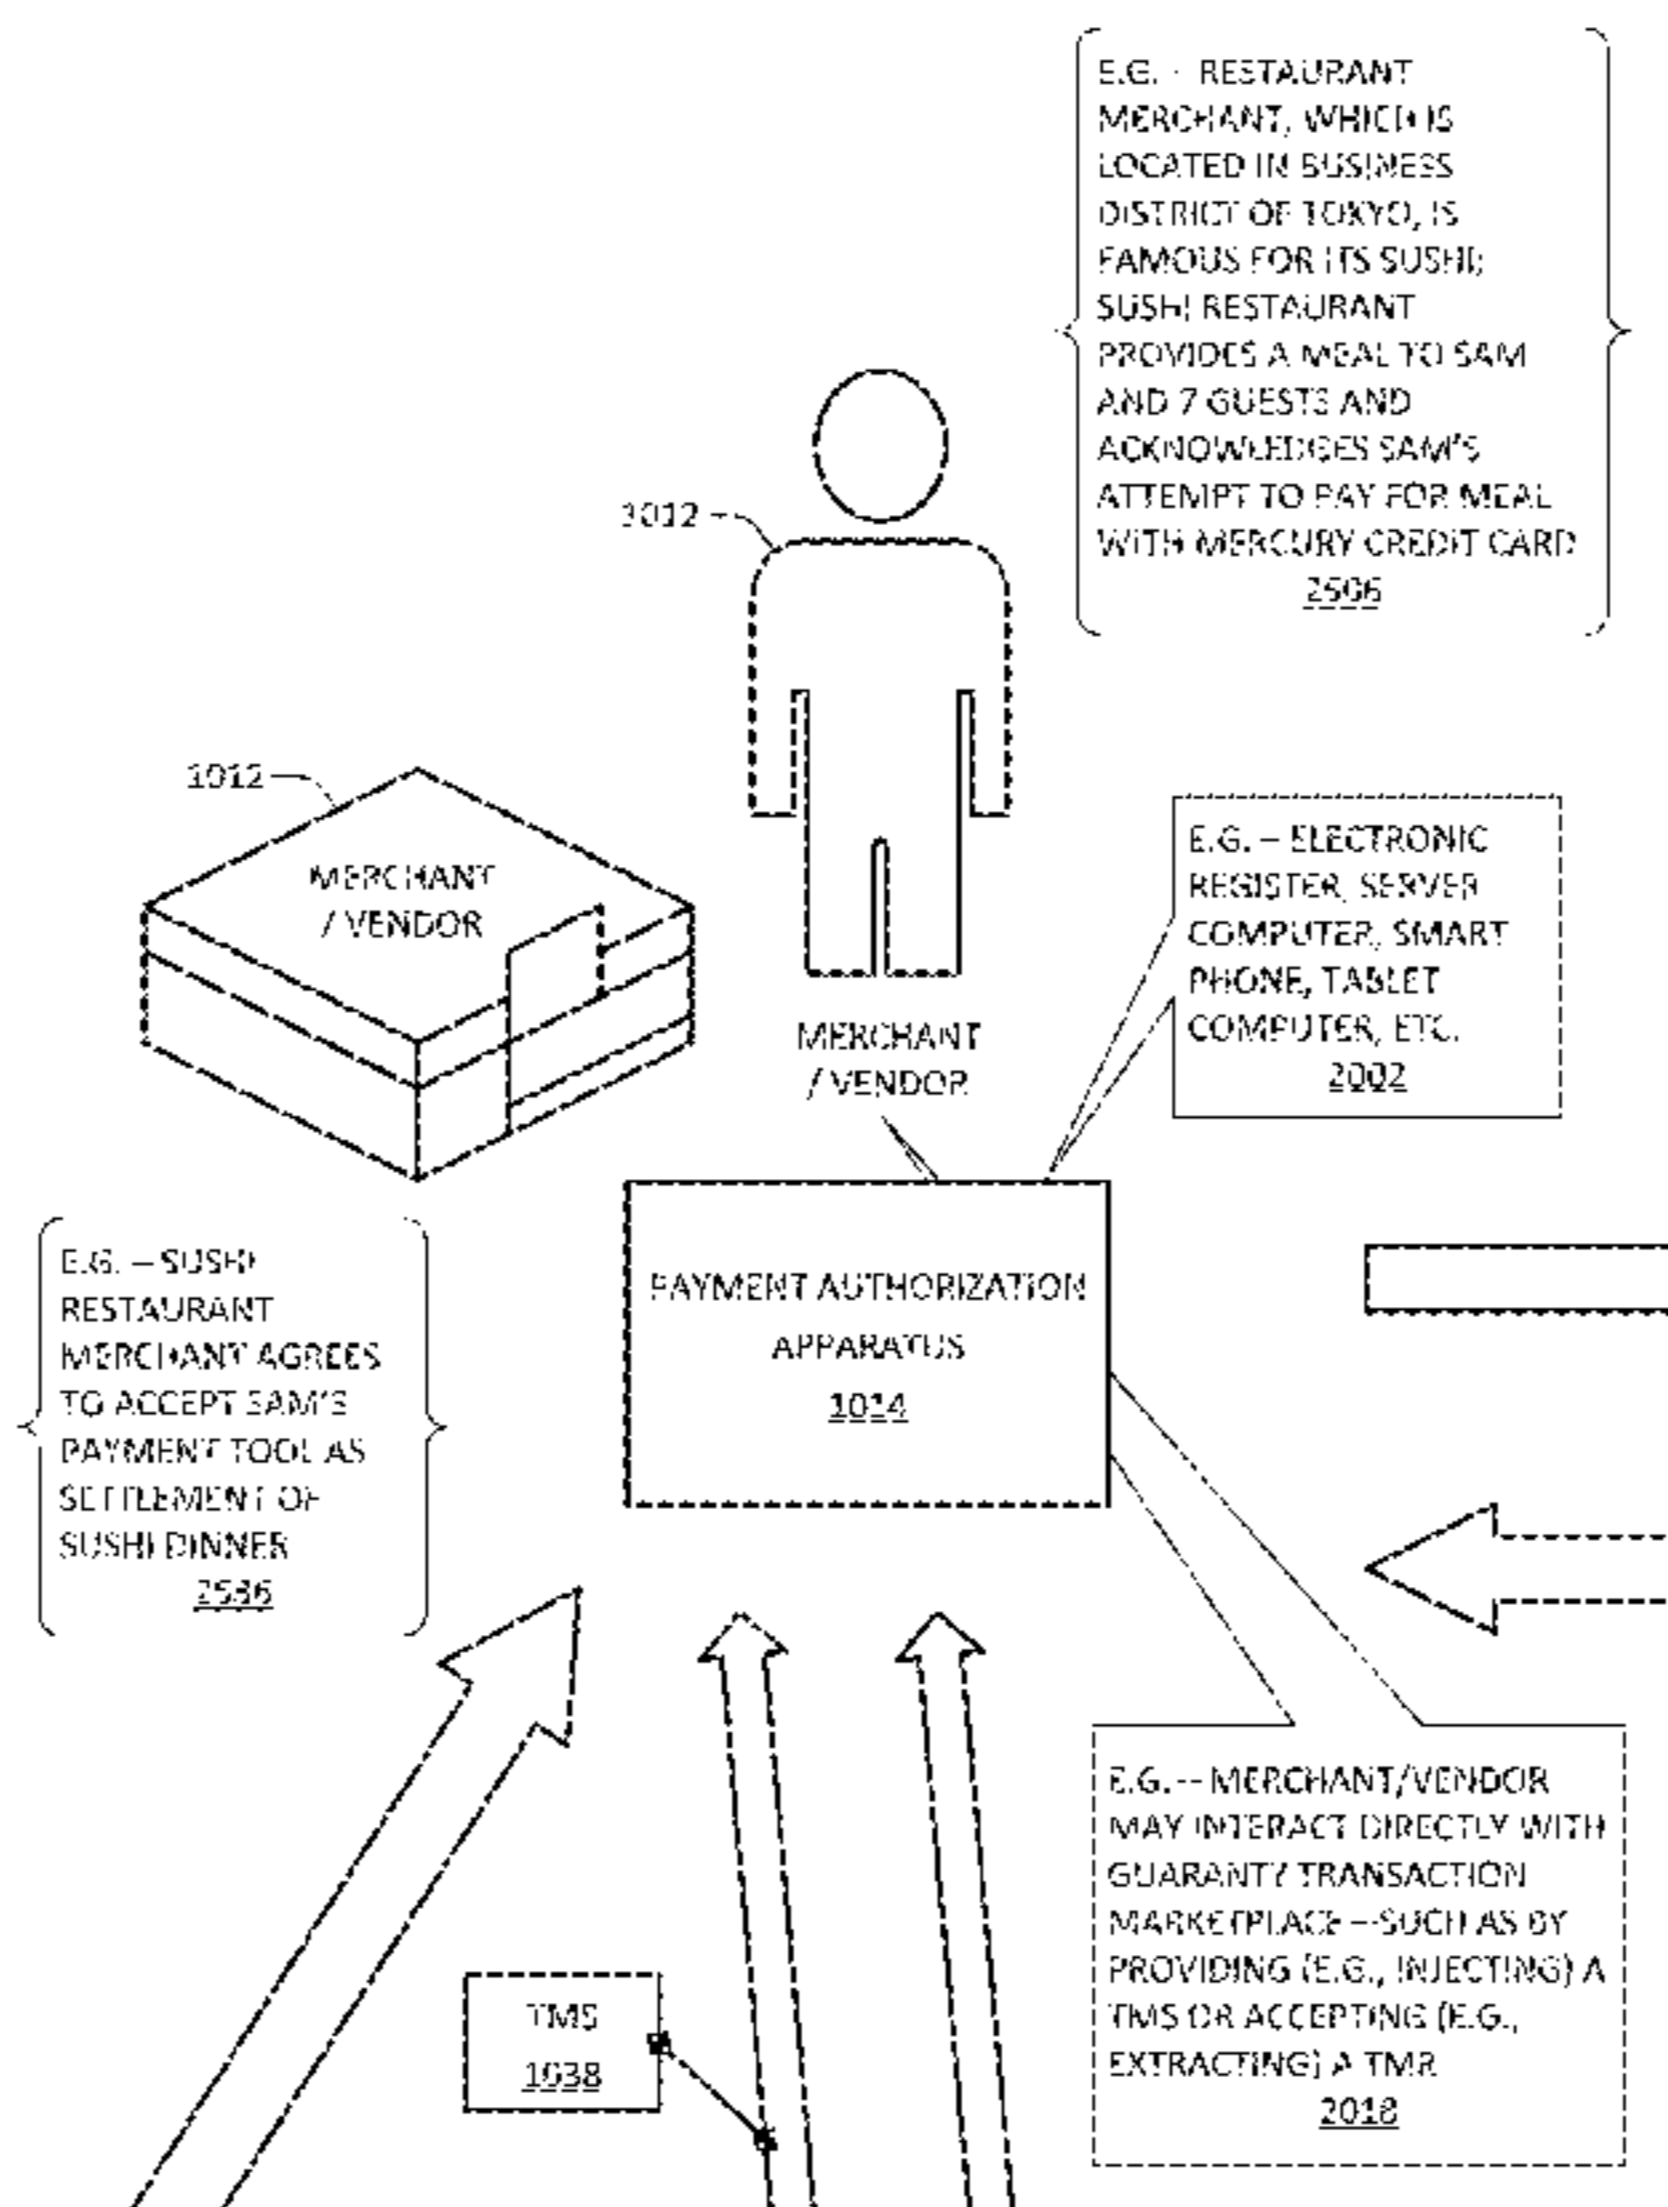 E.G. - RESTAURANT
MERCHANT, WHICH IS
LOCATED IN BUSINESS
DISTRICT OF TOKYO, IS
FAMOUS FOR ITS SUSHI;
SUSHI RESTAURANT
PROVIDES A MEAL TO SAM
AND 7 GUESTS AND
ACKNOWLEDGES SAM'S
ATTEMPT TO PAY FOR MEAL
WITH MERCURY CREDIT CARD
2506
3012
1012
MERCHANT
/ VENDOR
MERCHANT
/ VENDOR
E.G. – ELECTRONIC
REGISTER, SERVER
COMPUTER, SMART
PHONE, TABLET
COMPUTER, ETC.
2002
PAYMENT AUTHORIZATION
APPARATUS
1014
E.G. – SUSHI
RESTAURANT
MERCHANT AGREES
TO ACCEPT SAM'S
PAYMENT TOOL AS
SETTLEMENT OF
SUSHI DINNER
2536
TMS
1038
E.G. -- MERCHANT/VENDOR
MAY INTERACT DIRECTLY WITH
GUARANTY TRANSACTION
MARKETPLACE – SUCH AS BY
PROVIDING (E.G., INJECTING) A
TMS OR ACCEPTING (E.G.,
EXTRACTING) A TMR
2018